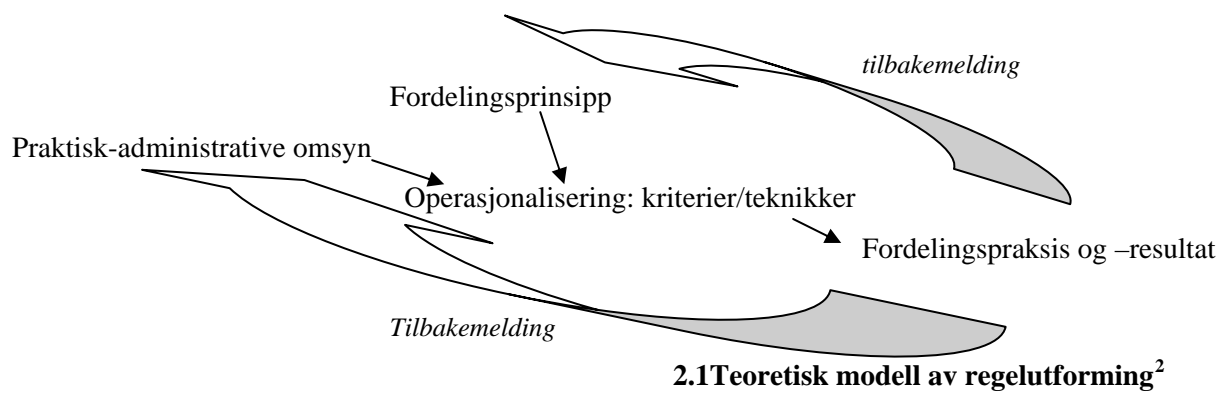 tilbakemelding
Fordelingsprinsipp
Praktisk-administrative omsyn
Operasjonalisering: kriterier/teknikker
Fordelingspraksis og –resultat
Tilbakemelding
2.1Teoretisk modell av regelutforming²